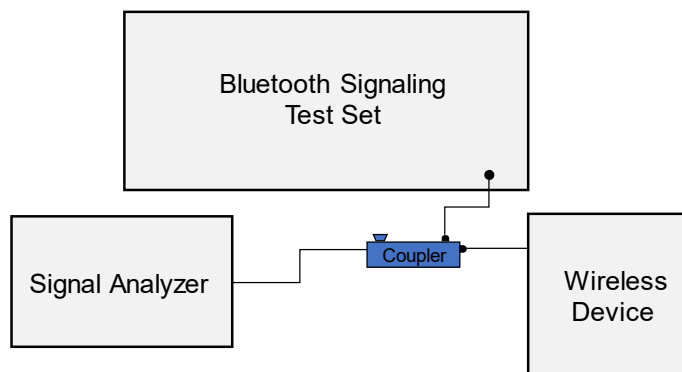 Bluetooth Signaling
Test Set
Signal Analyzer
Coupler
Wireless
Device